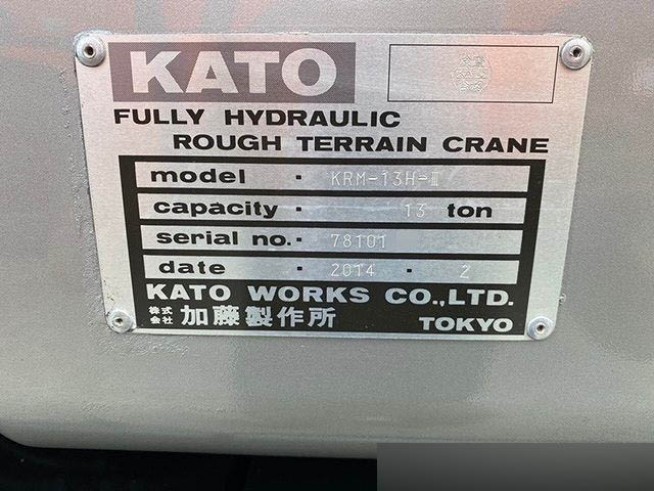 KATO
FULLY HYDRAULIC
ROUGH TERRAIN CRANE
model · KRM-13H-Ⅱ
capacity · 13 ton
serial no. · 78101
date · 2014 · 2
KATO WORKS CO.,LTD.
株式会社 加藤製作所 TOKYO